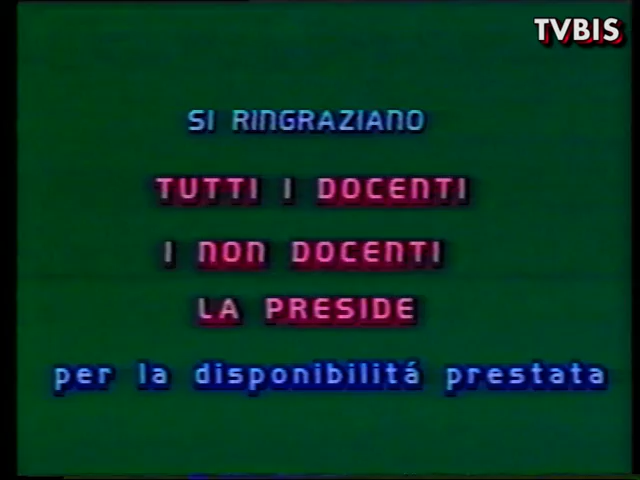 TVBIS
SI RINGRAZIANO
TUTTI I DOCENTI
I NON DOCENTI
LA PRESIDE
per la disponibilitá prestata